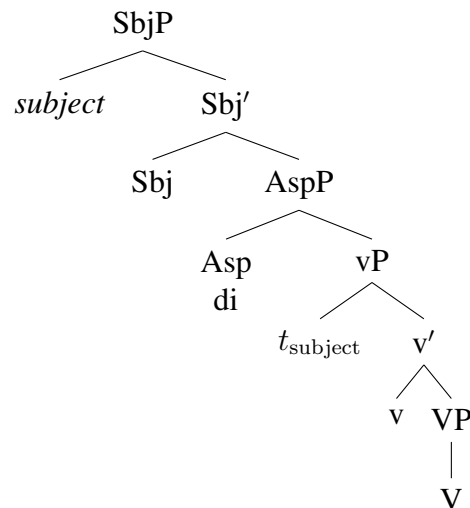 SbjP
subject Sbj′
Sbj AspP
Asp vP
di
t_subject v′
v VP
V